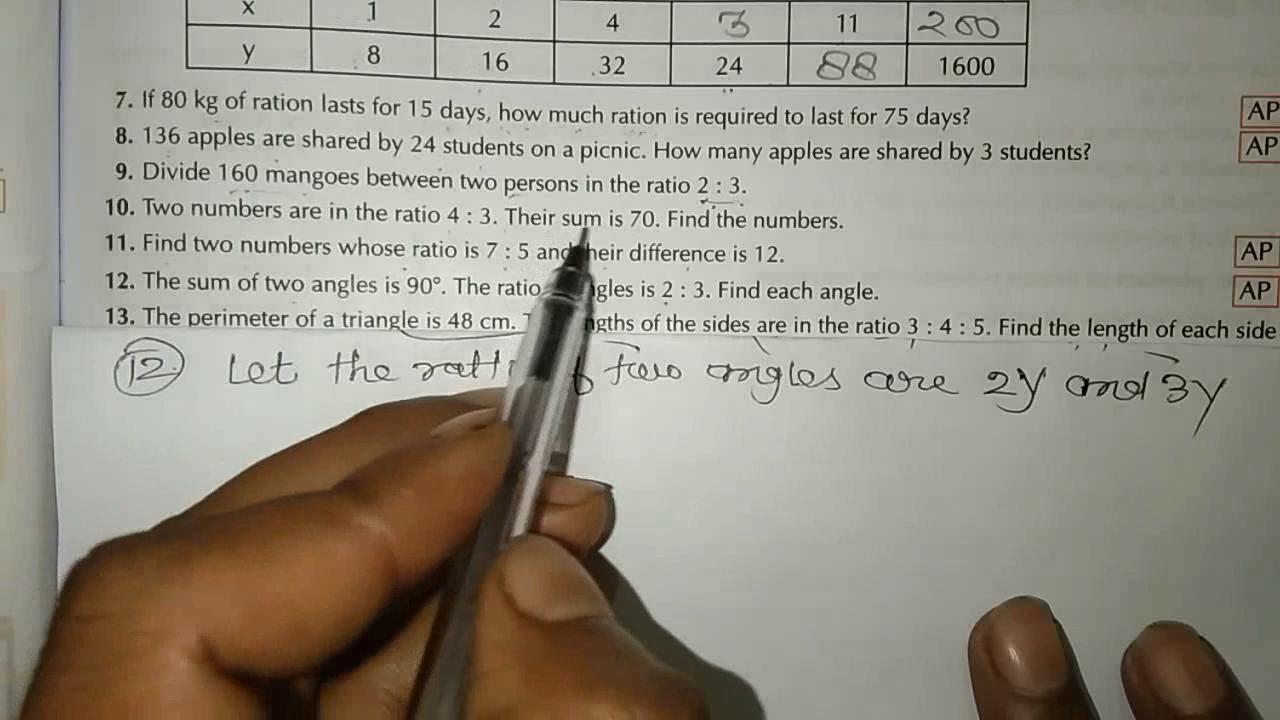 x 1 2 4 3 11 200
y 8 16 32 24 88 1600
7. If 80 kg of ration lasts for 15 days, how much ration is required to last for 75 days? AP
8. 136 apples are shared by 24 students on a picnic. How many apples are shared by 3 students? AP
9. Divide 160 mangoes between two persons in the ratio 2 : 3.
10. Two numbers are in the ratio 4 : 3. Their sum is 70. Find the numbers.
11. Find two numbers whose ratio is 7 : 5 and their difference is 12. AP
12. The sum of two angles is 90°. The ratio gles is 2 : 3. Find each angle. AP
13. The perimeter of a triangle is 48 cm. gths of the sides are in the ratio 3 : 4 : 5. Find the length of each side
12 Let the two angles are 2y and 3y